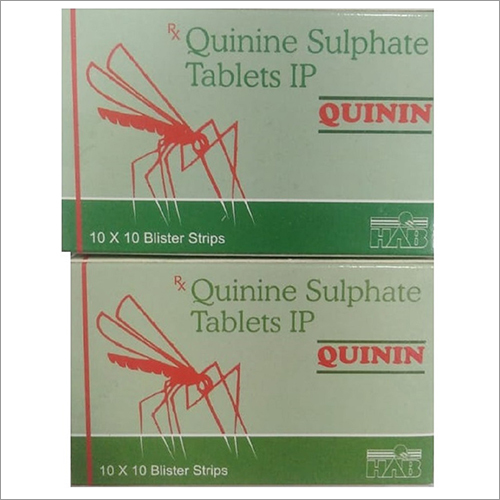 Rx Quinine Sulphate
Tablets IP
QUININ
10 X 10 Blister Strips
HAB
Rx Quinine Sulphate
Tablets IP
QUININ
10 X 10 Blister Strips
HAB